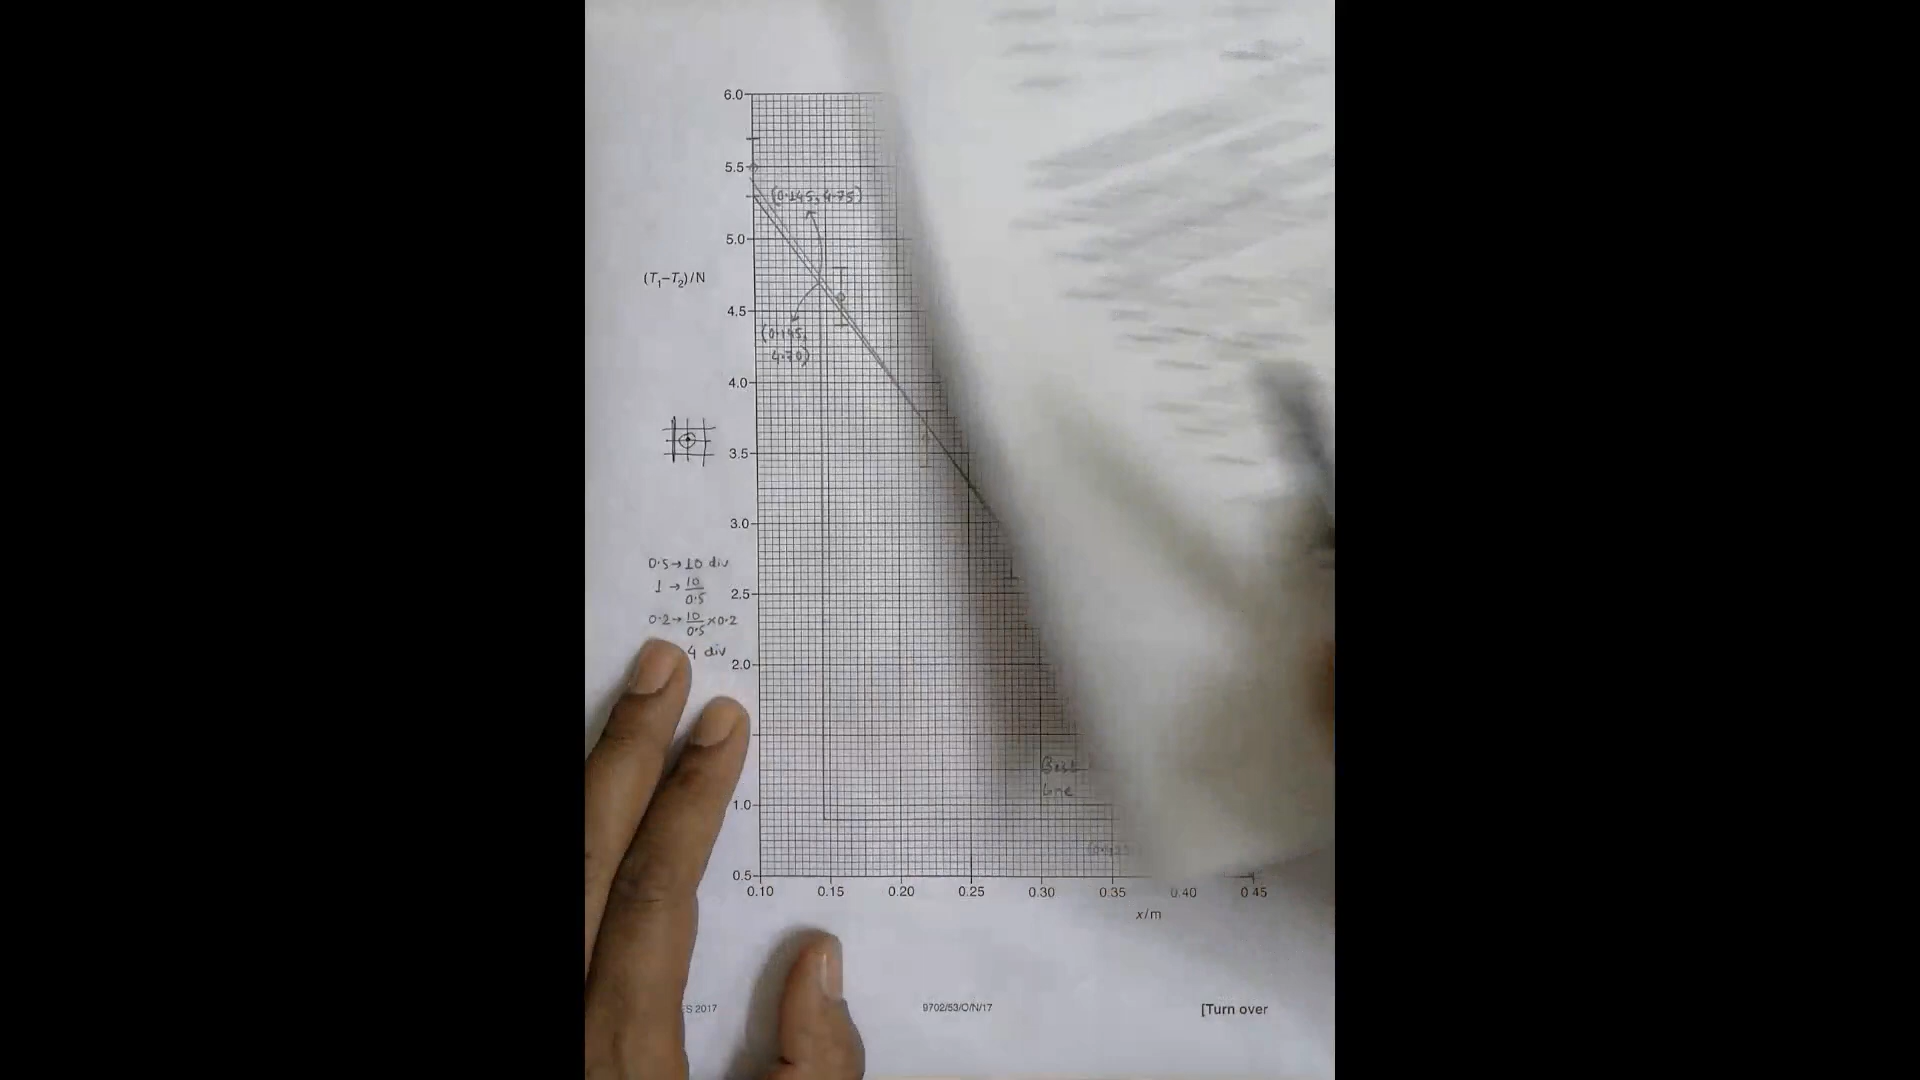 6.0
5.5
(0.145, 4.75)
5.0
(T1–T2)/N
4.5
(0.145,
4.70)
4.0
3.5
3.0
0.5→10 div
1 → 10/0.5
2.5
0.2→ 10/0.5 ×0.2
4 div
2.0
Best
line
1.0
0.5
0.10 0.15 0.20 0.25 0.30 0.35 0.40 0.45
x/m
ES 2017 9702/53/O/N/17 [Turn over